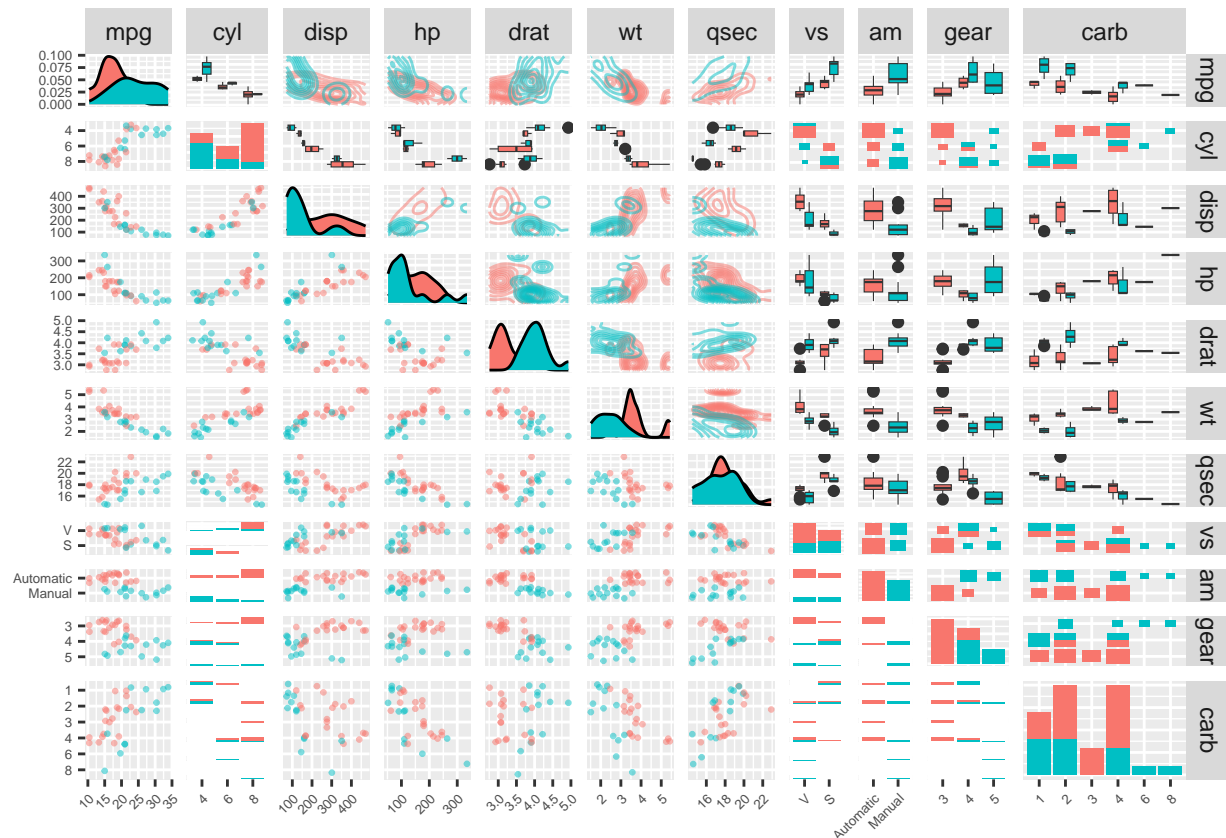 mpg cyl disp hp drat wt qsec vs am gear carb
0.100
0.075
0.050
0.025
0.000
mpg
4
6
8
cyl
400
300
200
100
disp
300
200
100
hp
5.0
4.5
4.0
3.5
3.0
drat
5
4
3
2
wt
22
20
18
16
qsec
V
S
vs
Automatic
Manual
am
3
4
5
gear
1
2
3
4
6
8
carb
10 15 20 25 30 35 4 6 8 100 200 300 400 100 200 300 3.0 3.5 4.0 4.5 5.0 2 3 4 5 16 18 20 22 V S Automatic Manual 3 4 5 1 2 3 4 6 8